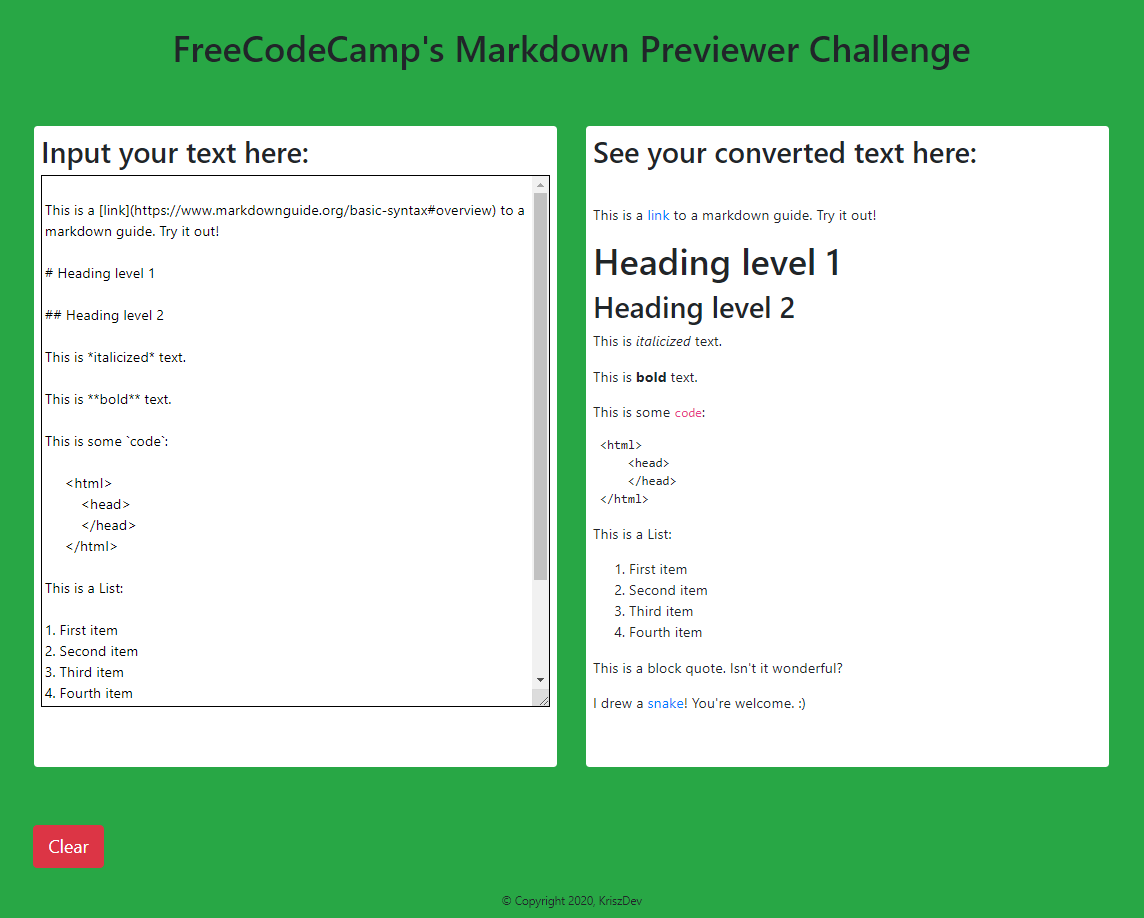 FreeCodeCamp's Markdown Previewer Challenge
Input your text here:
This is a [link](https://www.markdownguide.org/basic-syntax#overview) to a
markdown guide. Try it out!
# Heading level 1
## Heading level 2
This is *italicized* text.
This is **bold** text.
This is some `code`:
<html>
<head>
</head>
</html>
This is a List:
1. First item
2. Second item
3. Third item
4. Fourth item
See your converted text here:
This is a link to a markdown guide. Try it out!
Heading level 1
Heading level 2
This is italicized text.
This is bold text.
This is some code:
<html>
<head>
</head>
</html>
This is a List:
1. First item
2. Second item
3. Third item
4. Fourth item
This is a block quote. Isn't it wonderful?
I drew a snake! You're welcome. :)
Clear
© Copyright 2020, KriszDev